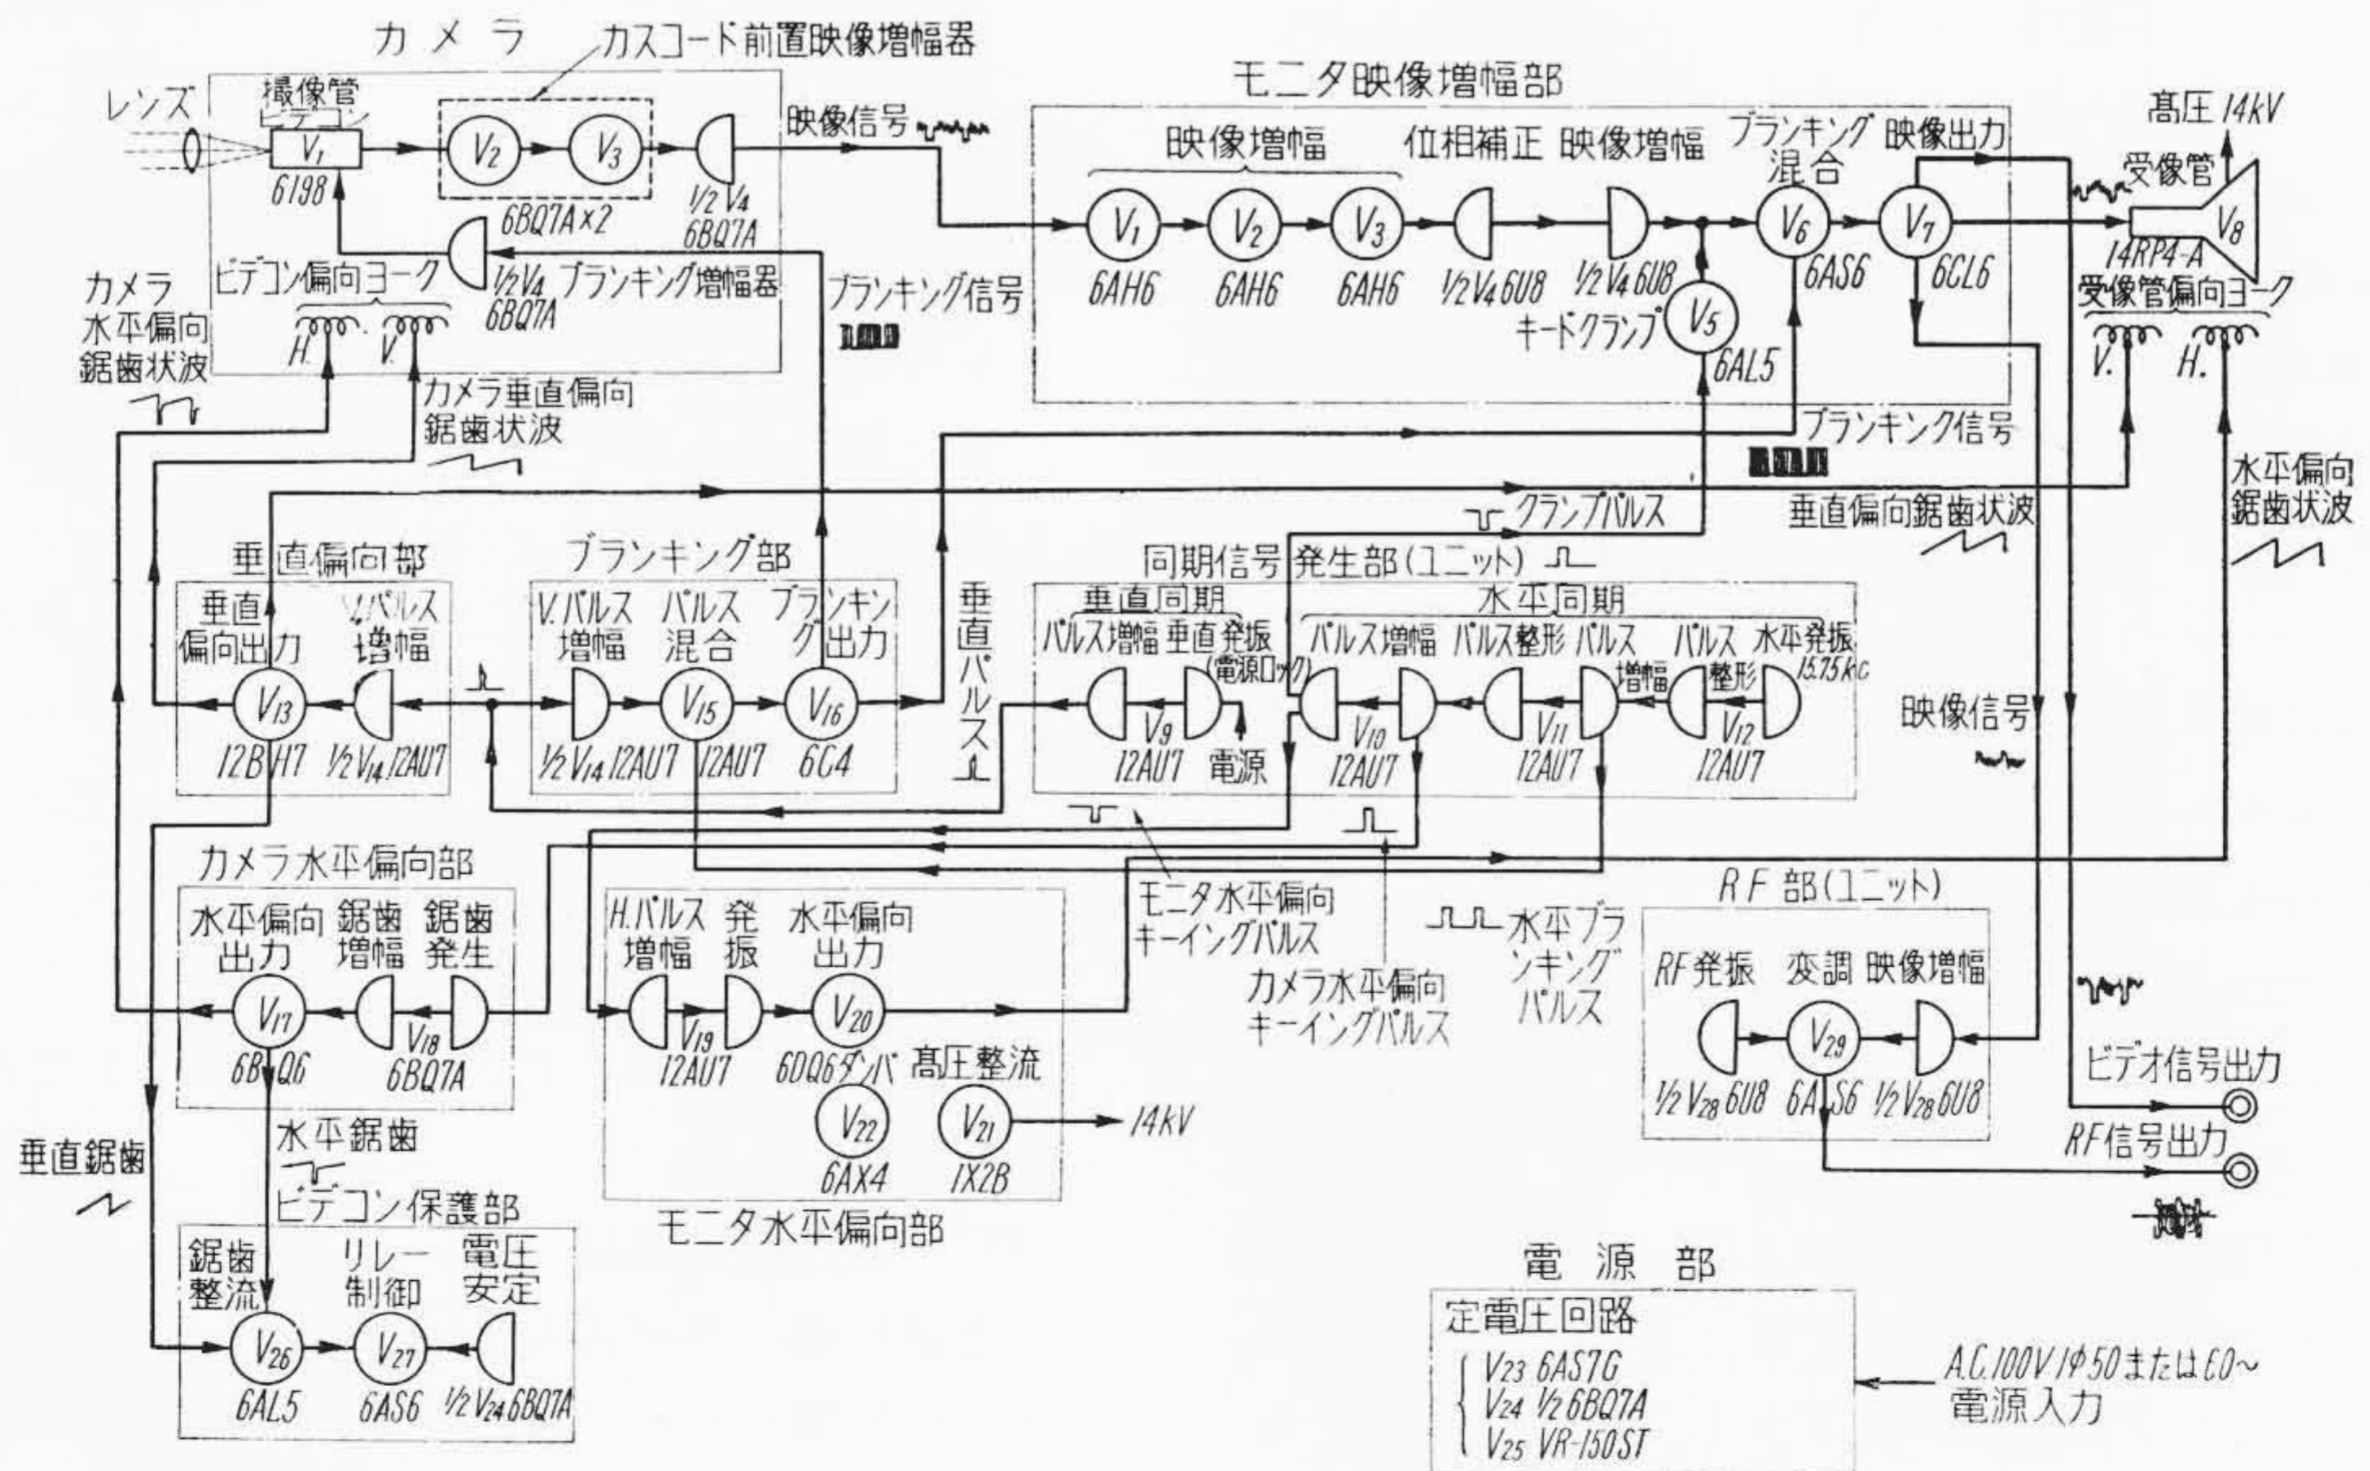 カメラ
カスコード前置映像増幅器
レンズ
撮像管
ビデコン
V1
6198
V2
V3
6BQ7A×2
1/2 V4
6BQ7A
映像信号
ビデコン偏向ヨーク
H.
V.
1/2V4
6BQ7A
ブランキング増幅器
ブランキング信号
カメラ
水平偏向
鋸歯状波
カメラ垂直偏向
鋸歯状波
モニタ映像増幅部
映像増幅
位相補正
映像増幅
ブランキング
混合
映像出力
V1
6AH6
V2
6AH6
V3
6AH6
1/2V4 6U8
1/2V4 6U8
キードクランプ
V5
6AL5
V6
6AS6
V7
6CL6
高圧14kV
受像管
V8
14RP4-A
受像管偏向ヨーク
V.
H.
ブランキング信号
クランプパルス
垂直偏向鋸歯状波
水平偏向
鋸歯状波
垂直偏向部
垂直
偏向出力
V.パルス
増幅
V13
12BH7
1/2V14 12AU7
ブランキング部
V.パルス
増幅
パルス
混合
ブランキン
グ出力
1/2V14 12AU7
V15
12AU7
V16
6C4
垂直パルス
同期信号発生部(ユニット)
垂直同期
パルス増幅
垂直発振
(電源ロック)
V9
12AU7
電源
水平同期
パルス増幅
パルス整形
パルス
増幅
パルス
整形
水平発振
15.75kc
V10
12AU7
V11
12AU7
V12
12AU7
映像信号
カメラ水平偏向部
水平偏向
出力
鋸歯
増幅
鋸歯
発生
V17
6BQ6
V18
6BQ7A
水平鋸歯
垂直鋸歯
H.パルス
増幅
発
振
水平偏向
出力
V19
12AU7
V20
6DQ6
ダンパ
V22
6AX4
高圧整流
V21
1X2B
14kV
モニタ水平偏向部
モニタ水平偏向
キーイングパルス
カメラ水平偏向
キーイングパルス
水平ブラ
ンキング
パルス
RF部(ユニット)
RF発振
変調
映像増幅
1/2V28 6U8
V29
6AS6
1/2V28 6U8
ビデオ信号出力
RF信号出力
ビデコン保護部
鋸歯
整流
リレー
制御
電圧
安定
V26
6AL5
V27
6AS6
1/2V24 6BQ7A
電源部
定電圧回路
V23 6AS7G
V24 1/2 6BQ7A
V25 VR-150ST
A.C.100V 1φ50または60~
電源入力